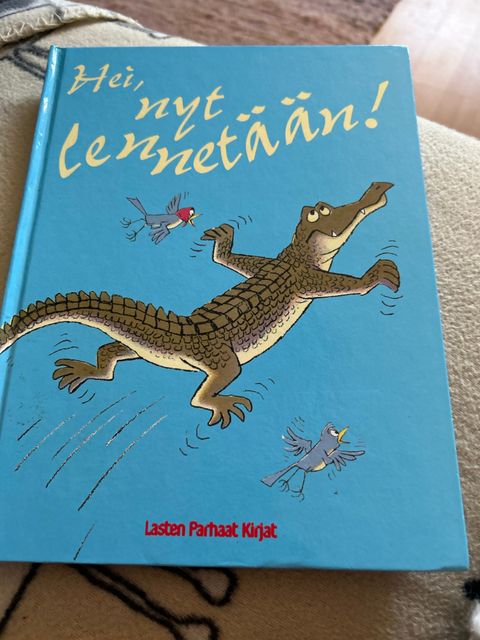 Hei,
nyt
lennetään!
Lasten Parhaat Kirjat